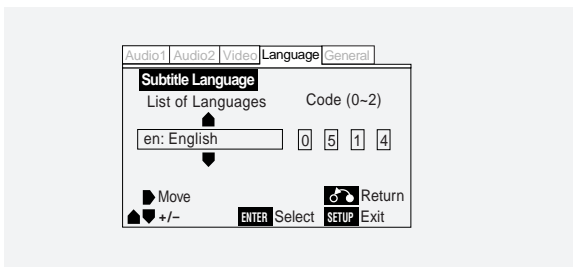 Audio1 Audio2 Video Language General
Subtitle Language
List of Languages Code (0~2)
en: English 0 5 1 4
Move Return
+/– ENTER Select SETUP Exit